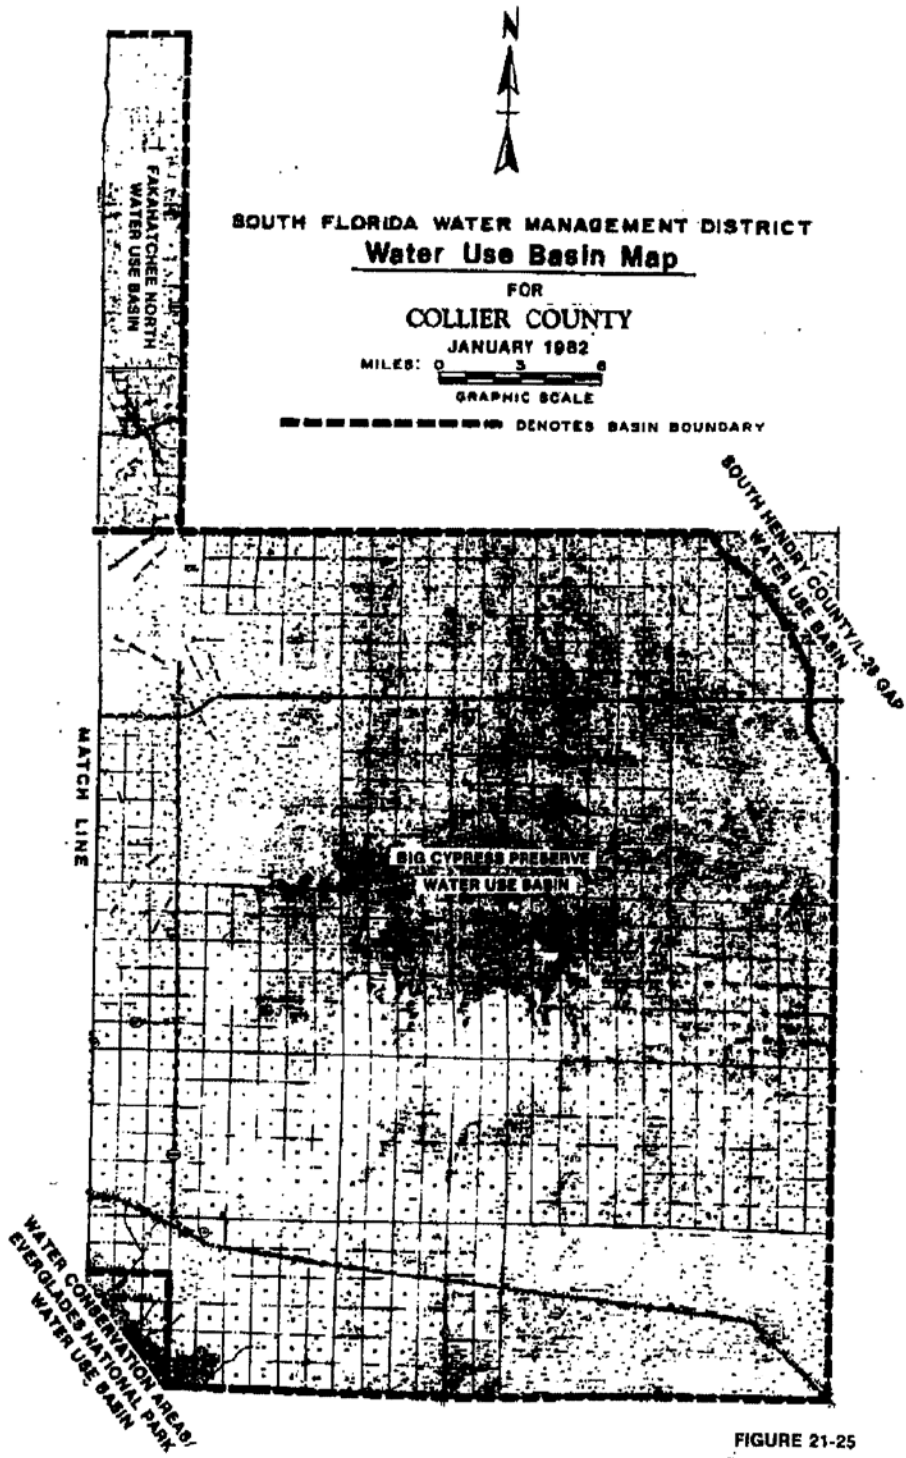 N
SOUTH FLORIDA WATER MANAGEMENT DISTRICT
Water Use Basin Map
FOR
COLLIER COUNTY
JANUARY 1982
MILES: 0 3 6
GRAPHIC SCALE
DENOTES BASIN BOUNDARY
FAKAHATCHEE NORTH
WATER USE BASIN
SOUTH HENDRY COUNTY/L-28 GAP
WATER USE BASIN
MATCH LINE
BIG CYPRESS PRESERVE
WATER USE BASIN
WATER CONSERVATION AREAS/
EVERGLADES NATIONAL PARK
WATER USE BASIN
FIGURE 21-25